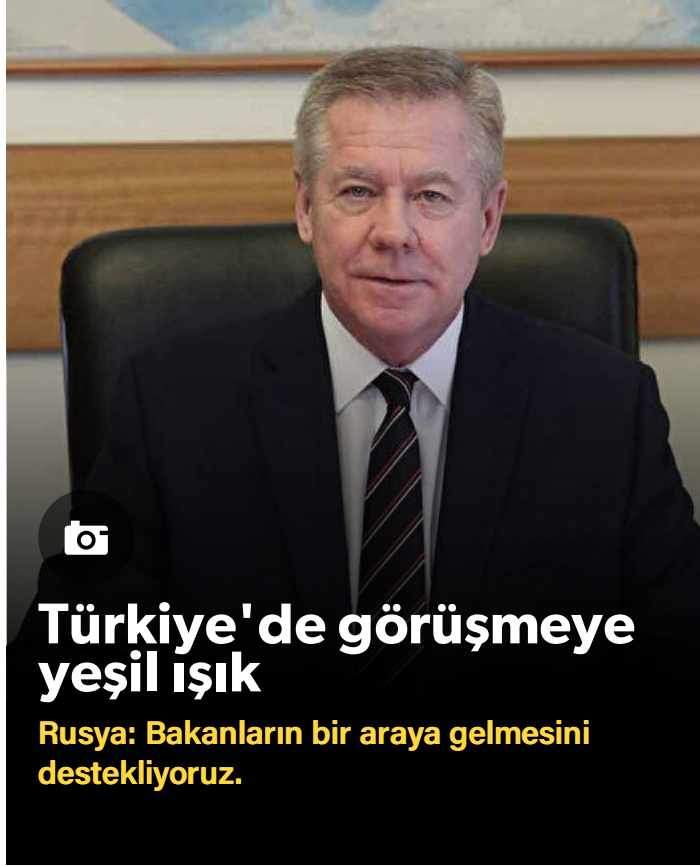 Türkiye'de görüşmeye
yeşil ışık
Rusya: Bakanların bir araya gelmesini
destekliyoruz.